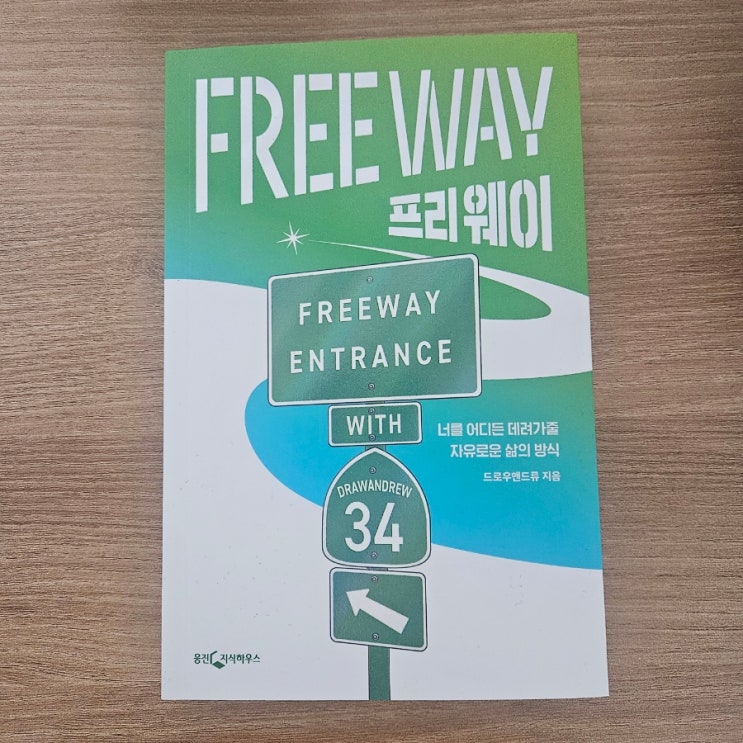 FREE WAY
프리웨이
FREEWAY
ENTRANCE
WITH
너를 어디든 데려가줄
자유로운 삶의 방식
드로우앤드류 지음
DRAWANDREW
34
웅진 지식하우스